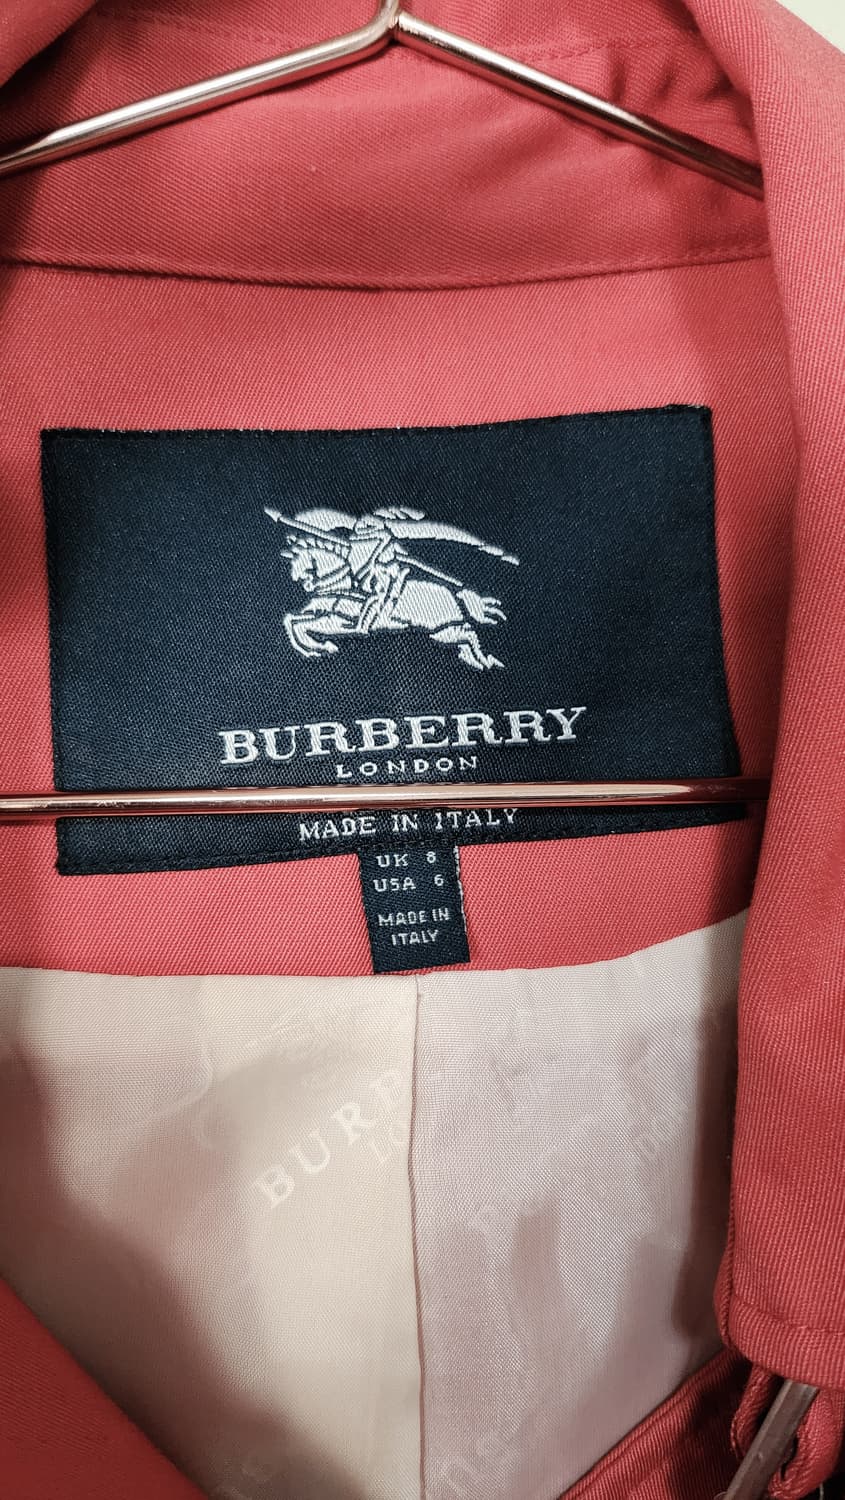 BURBERRY
LONDON
MADE IN ITALY
UK 8
USA 6
MADE IN
ITALY